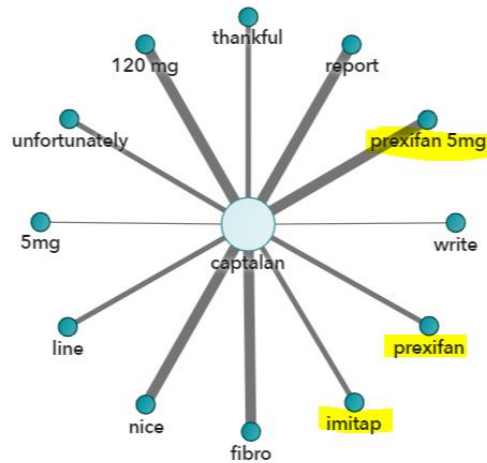 thankful
120 mg
report
unfortunately
prexifan 5mg
5mg
write
captalan
line
prexifan
nice
imitap
fibro